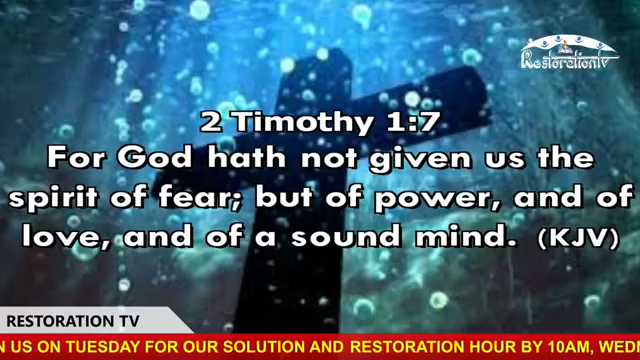 Restorationtv
2 Timothy 1:7
For God hath not given us the
spirit of fear; but of power, and of
love, and of a sound mind. (KJV)
RESTORATION TV
N US ON TUESDAY FOR OUR SOLUTION AND RESTORATION HOUR BY 10AM, WED